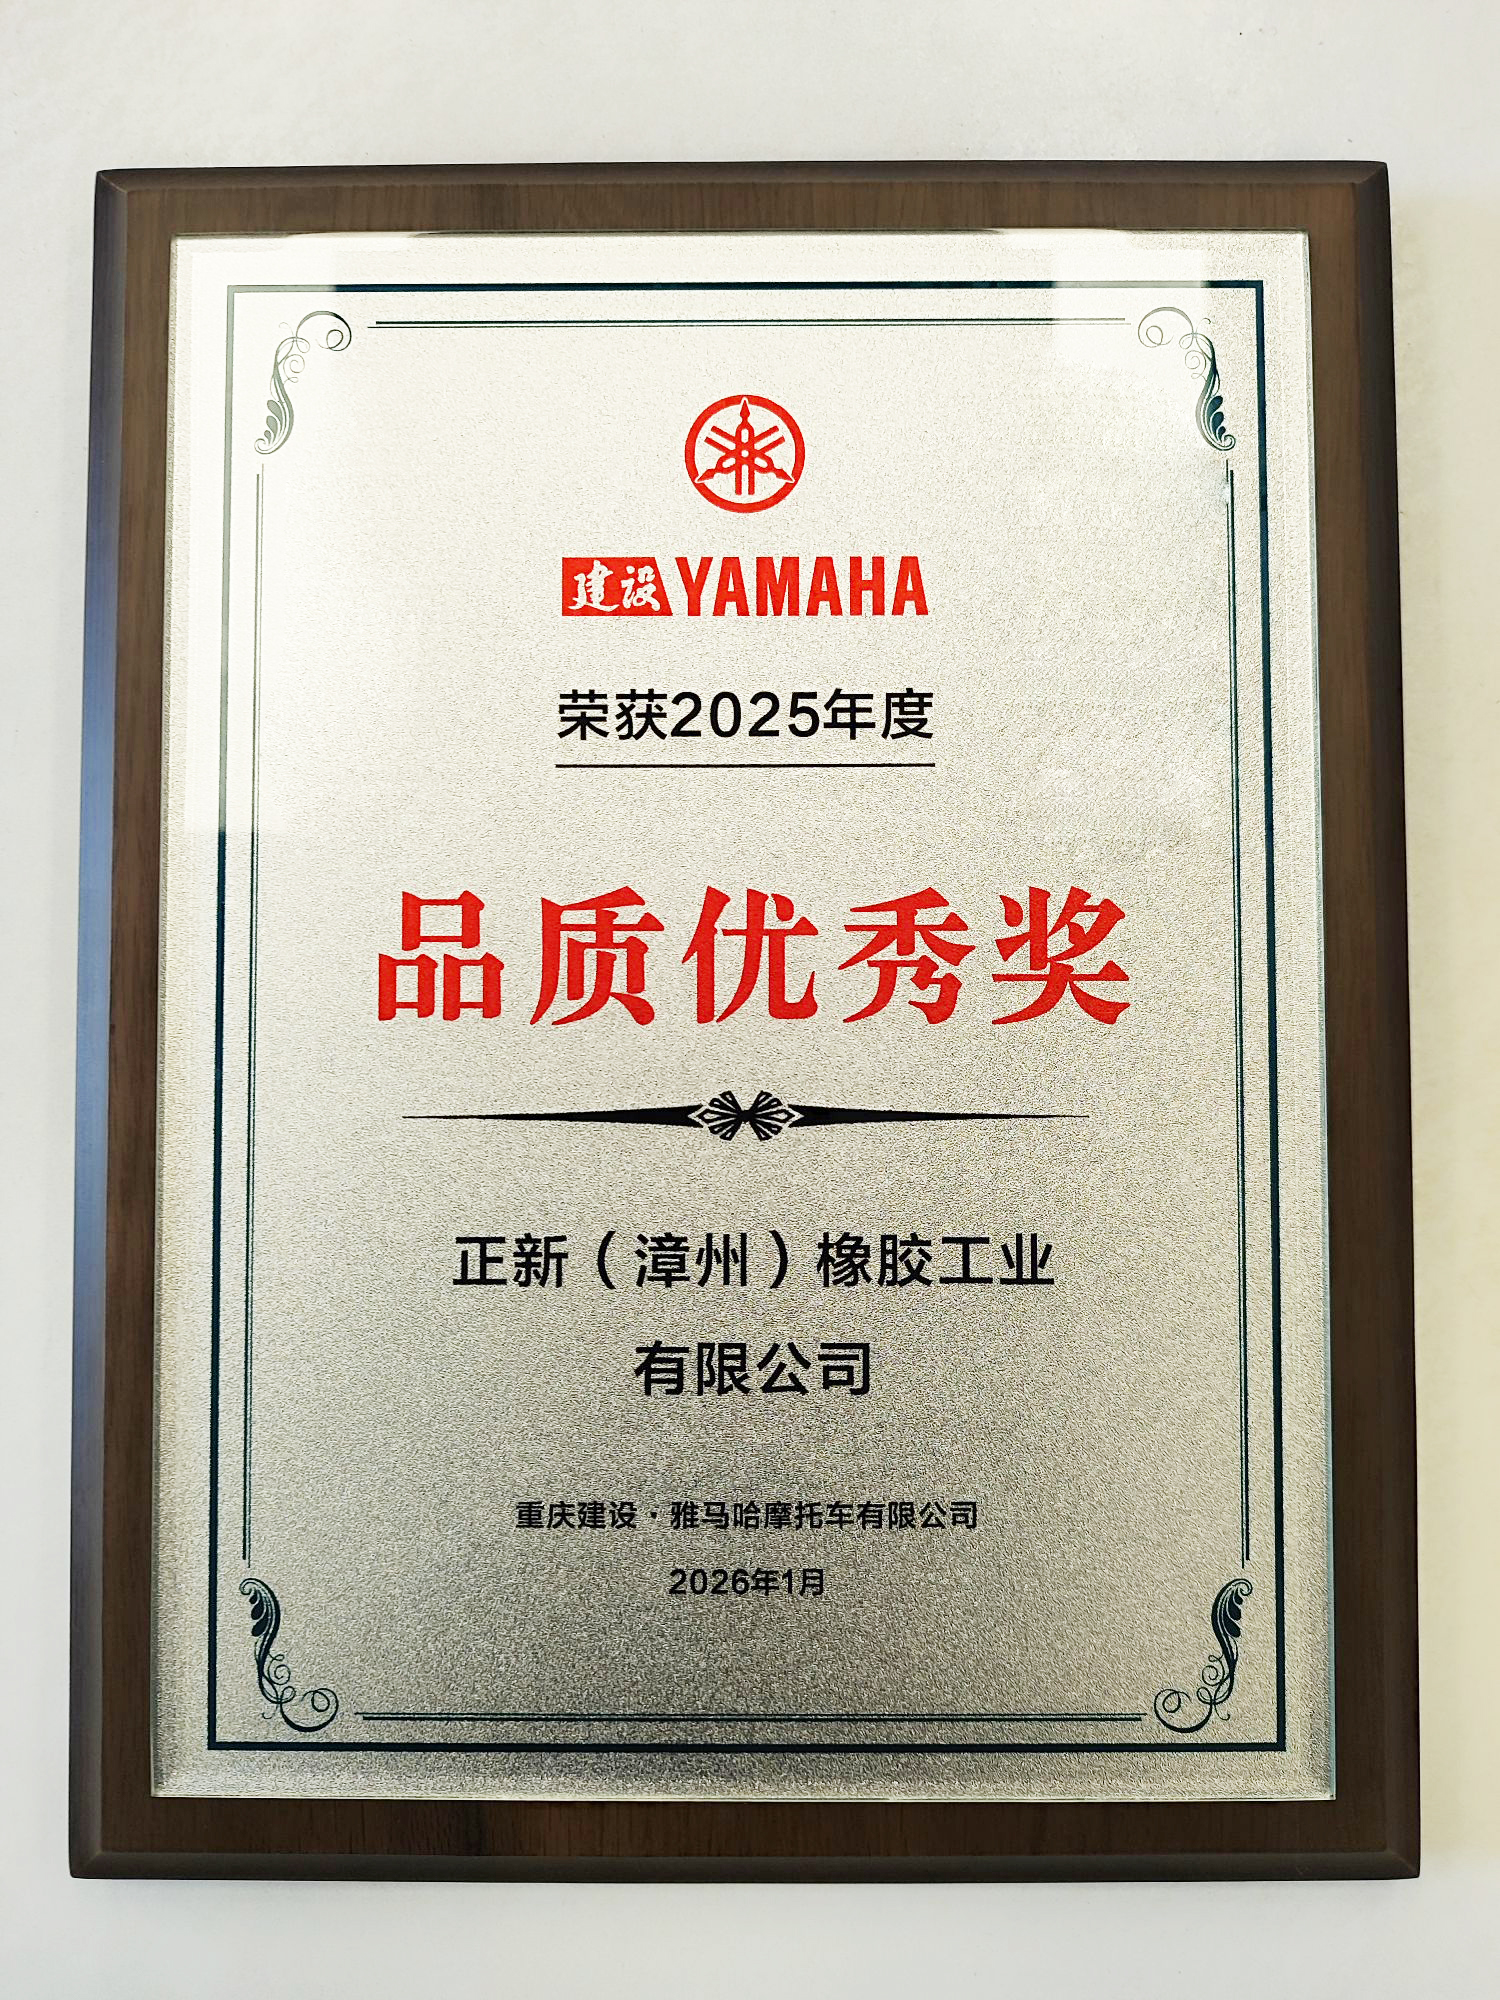 建设YAMAHA
荣获2025年度
品质优秀奖
正新（漳州）橡胶工业
有限公司
重庆建设·雅马哈摩托车有限公司
2026年1月